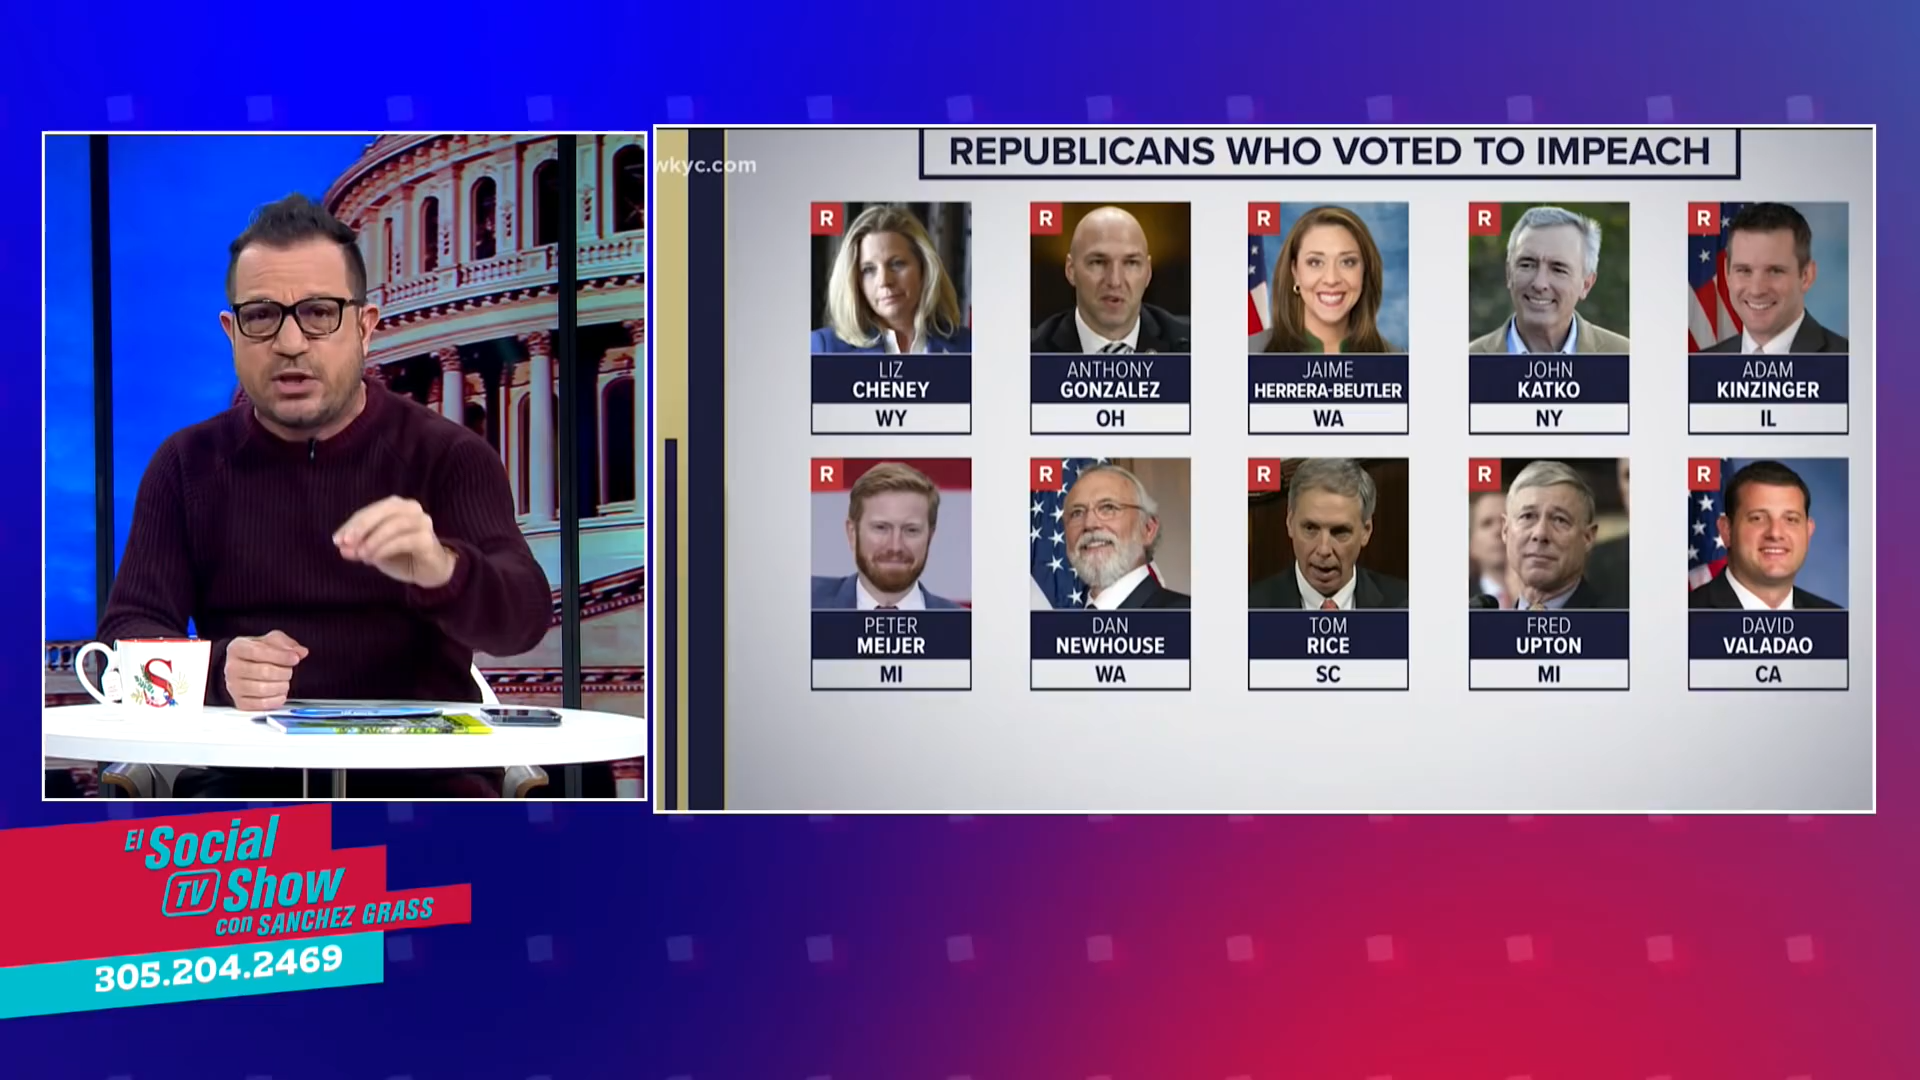 wkyc.com
REPUBLICANS WHO VOTED TO IMPEACH
R
LIZ
CHENEY
WY
R
ANTHONY
GONZALEZ
OH
R
JAIME
HERRERA-BEUTLER
WA
R
JOHN
KATKO
NY
R
ADAM
KINZINGER
IL
R
PETER
MEIJER
MI
R
DAN
NEWHOUSE
WA
R
TOM
RICE
SC
R
FRED
UPTON
MI
R
DAVID
VALADAO
CA
S
El Social
TV Show
con SANCHEZ GRASS
305.204.2469